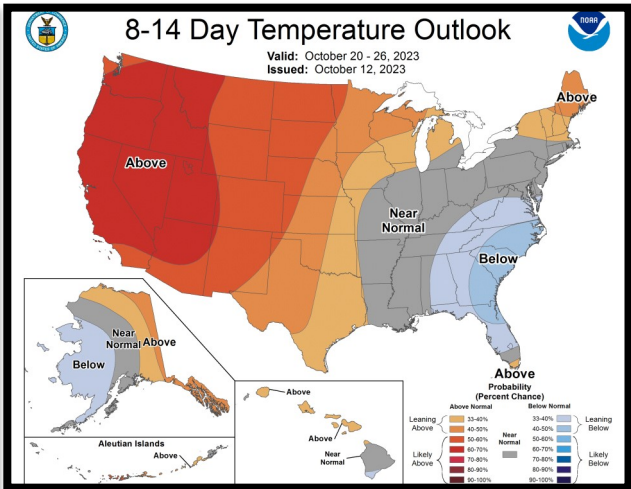 8-14 Day Temperature Outlook
NOAA
Valid: October 20 - 26, 2023
Issued: October 12, 2023
Above
Above
Near
Normal
Below
Above
Near
Normal
Above
Below
Aleutian Islands
Above
Above
Above
Near
Normal
Probability
(Percent Chance)
Above Normal
Below Normal
Leaning
Above
33-40%
40-50%
Likely
Above
50-60%
60-70%
70-80%
80-90%
90-100%
Near
Normal
33-40%
40-50%
Leaning
Below
50-60%
60-70%
70-80%
80-90%
90-100%
Likely
Below